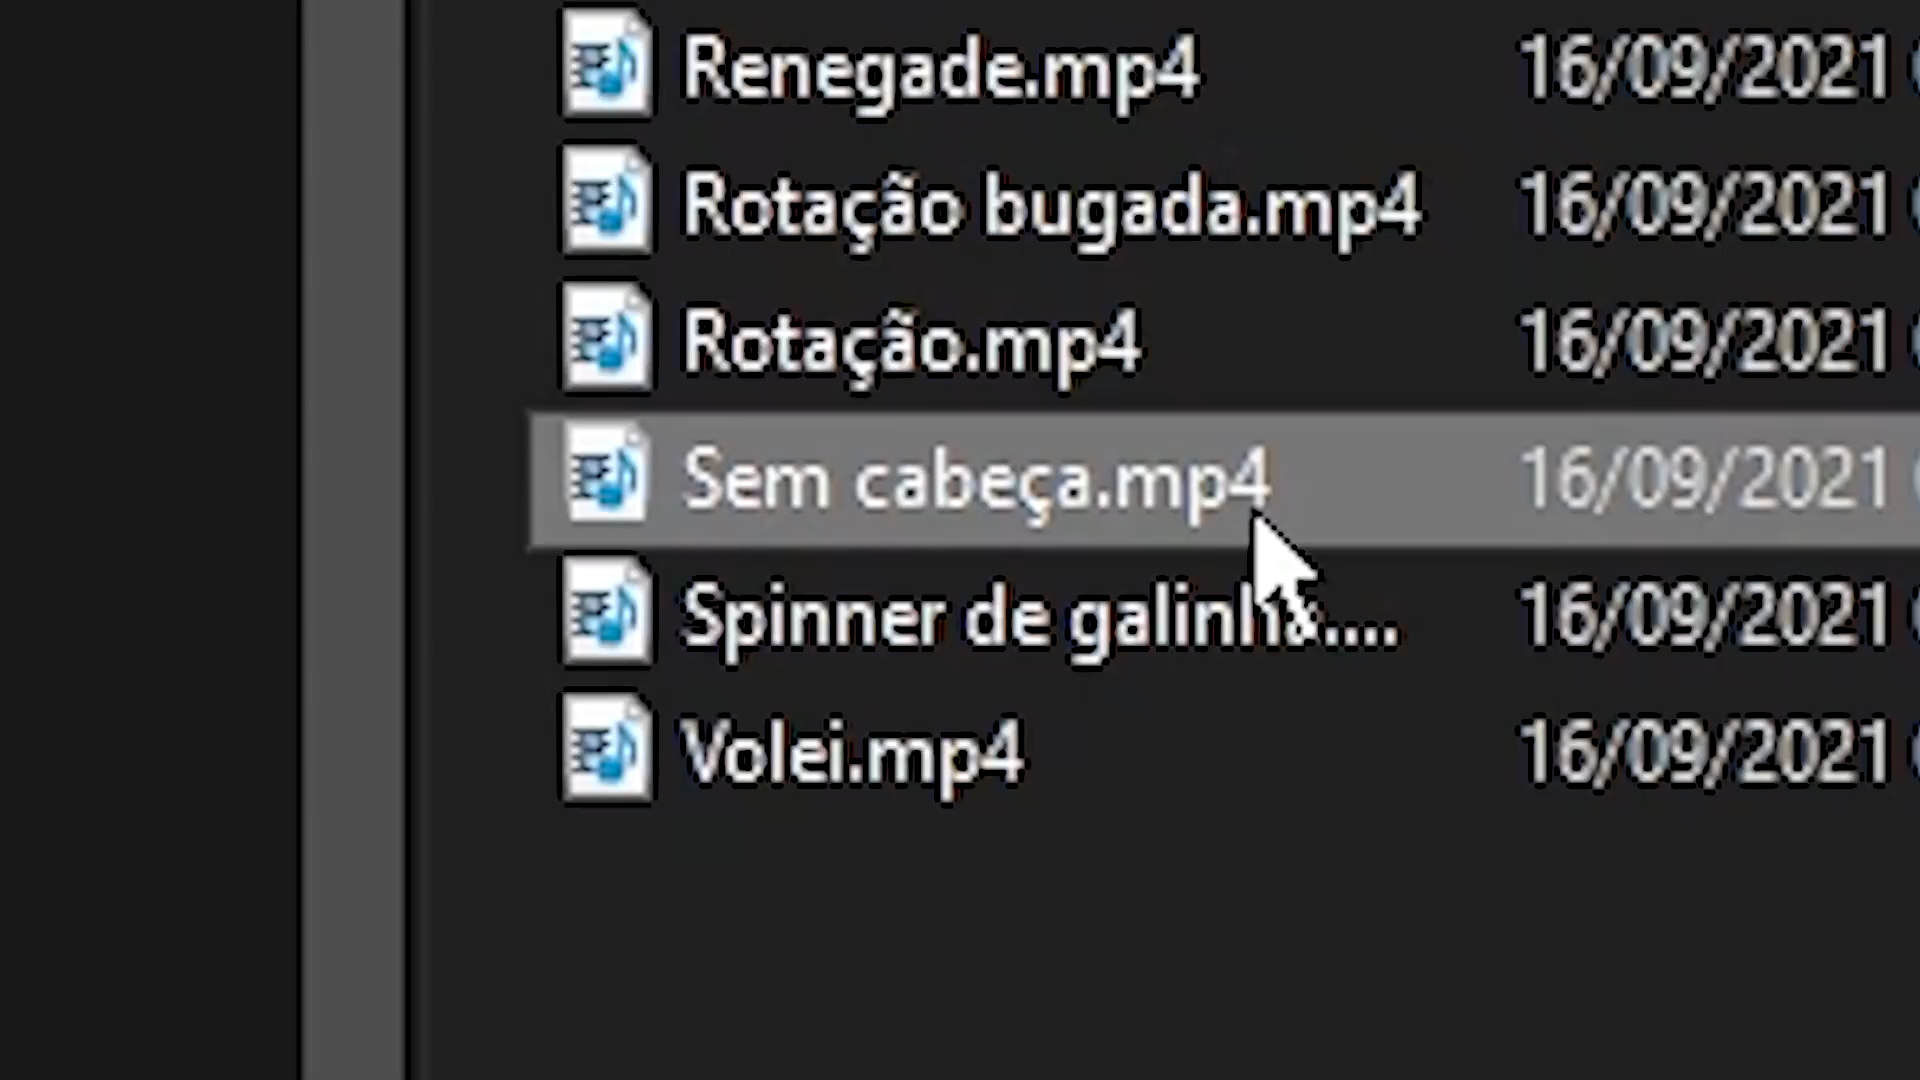 Renegade.mp4 16/09/2021
Rotação bugada.mp4 16/09/2021
Rotação.mp4 16/09/2021
Sem cabeça.mp4 16/09/2021
Spinner de galinha.... 16/09/2021
Volei.mp4 16/09/2021